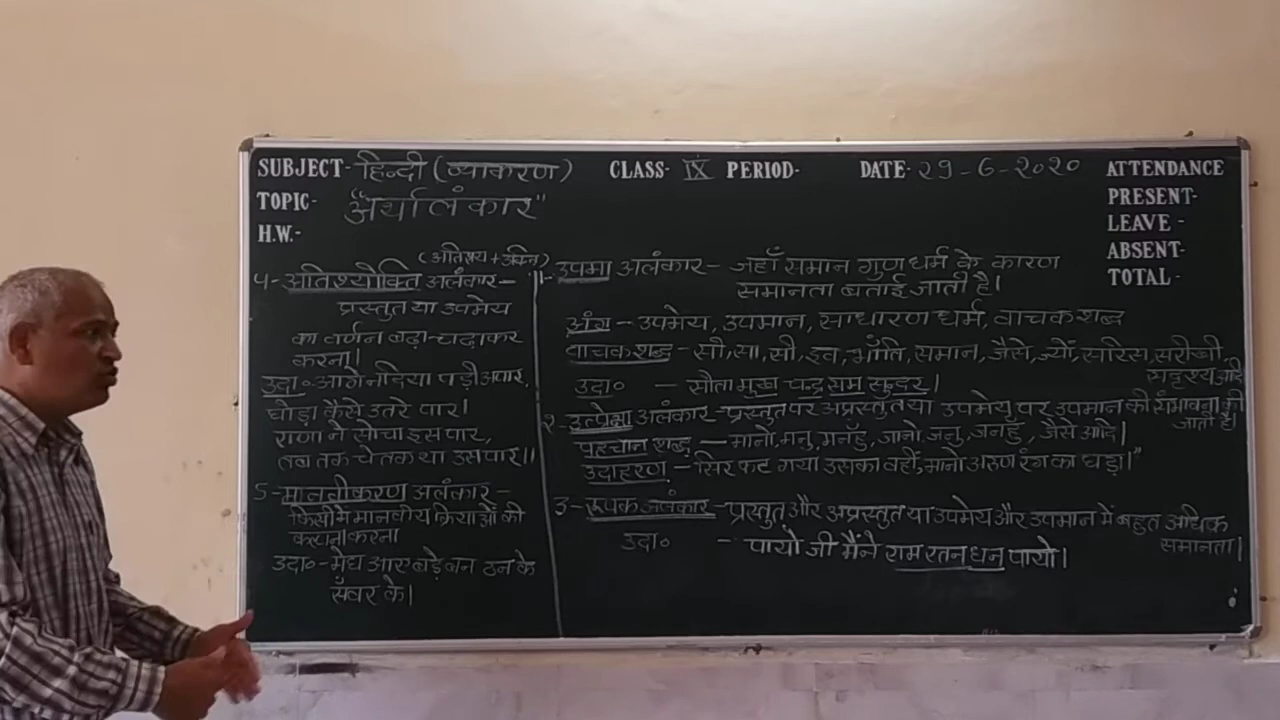 SUBJECT- हिन्दी (व्याकरण) CLASS- IX PERIOD- DATE- 29-6-2020 ATTENDANCE
TOPIC- "अर्थालंकार" PRESENT-
H.W.- LEAVE -
ABSENT-
TOTAL -
1- उपमा अलंकार- जहाँ समान गुण धर्म के कारण
समानता बताई जाती है।
अंग - उपमेय, उपमान, साधारण धर्म, वाचक शब्द
वाचक शब्द - सी, सा, सी, इव, भाँति, समान, जैसे, ज्यों, सरिस, सरीखी
सदृश्य आदि
उदा० - सीता मुख चन्द्र सम सुन्दर।
२- उत्प्रेक्षा अलंकार-प्रस्तुत पर अप्रस्तुत या उपमेय पर उपमान की संभावना की
जाती है।
पहचान शब्द - मानो, मनु, मनहुँ, जानो, जनु, जनहुँ, जैसे आदि|
उदाहरण - सिर फट गया उसका वहीं, मानो अरुण रंग का घड़ा।"
3- रूपक अलंकार-प्रस्तुत और अप्रस्तुत या उपमेय और उपमान में बहुत अधिक
समानता|
उदा० - पायो जी मैंने राम रतन धन पायो।
(अतिशय + उक्ति)
4- अतिश्योक्ति अलंकार-
प्रस्तुत या उपमेय
का वर्णन बढ़ा-चढ़ाकर
करना।
उदा०- आगे नदिया पड़ी अपार,
घोड़ा कैसे उतरे पार।
राणा ने सोचा इस पार,
तब तक चेतक था उस पार।।
5- मानवीकरण अलंकार-
किसी में मानवीय क्रियाओं की
कल्पना करना
उदा०- मेघ आए बड़े बन ठन के
सँवर के।